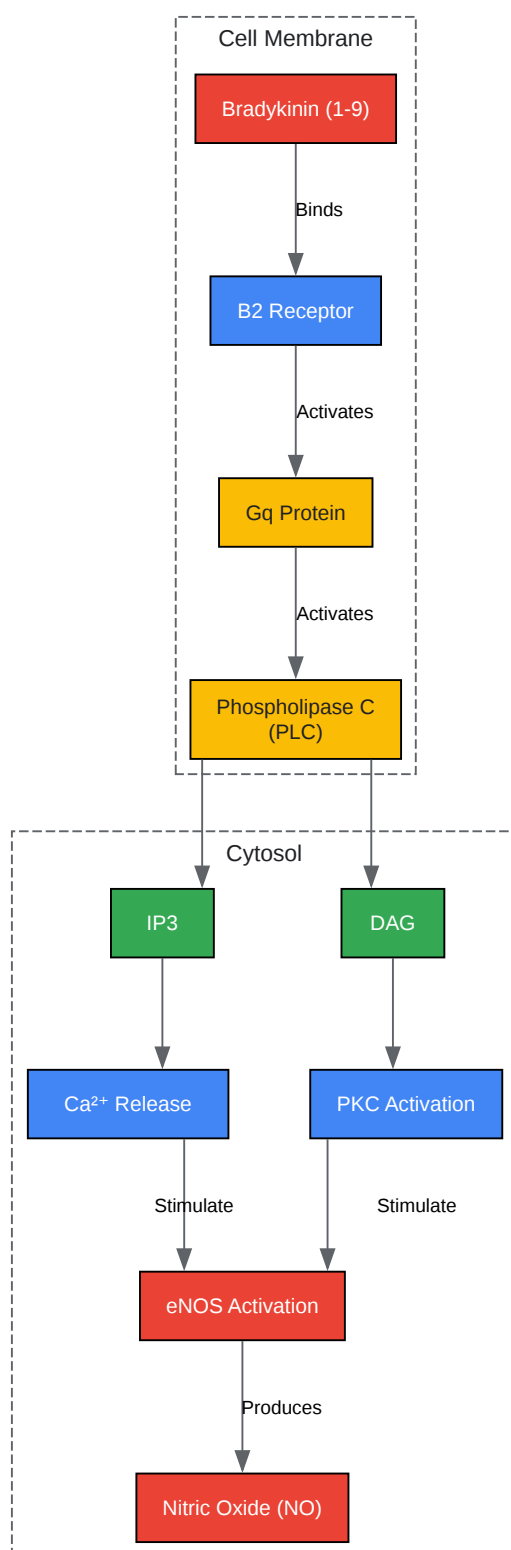 Cell Membrane
Bradykinin (1-9)
Binds
B2 Receptor
Activates
Gq Protein
Activates
Phospholipase C
(PLC)
Cytosol
IP3
DAG
Ca²⁺ Release
PKC Activation
Stimulate
Stimulate
eNOS Activation
Produces
Nitric Oxide (NO)